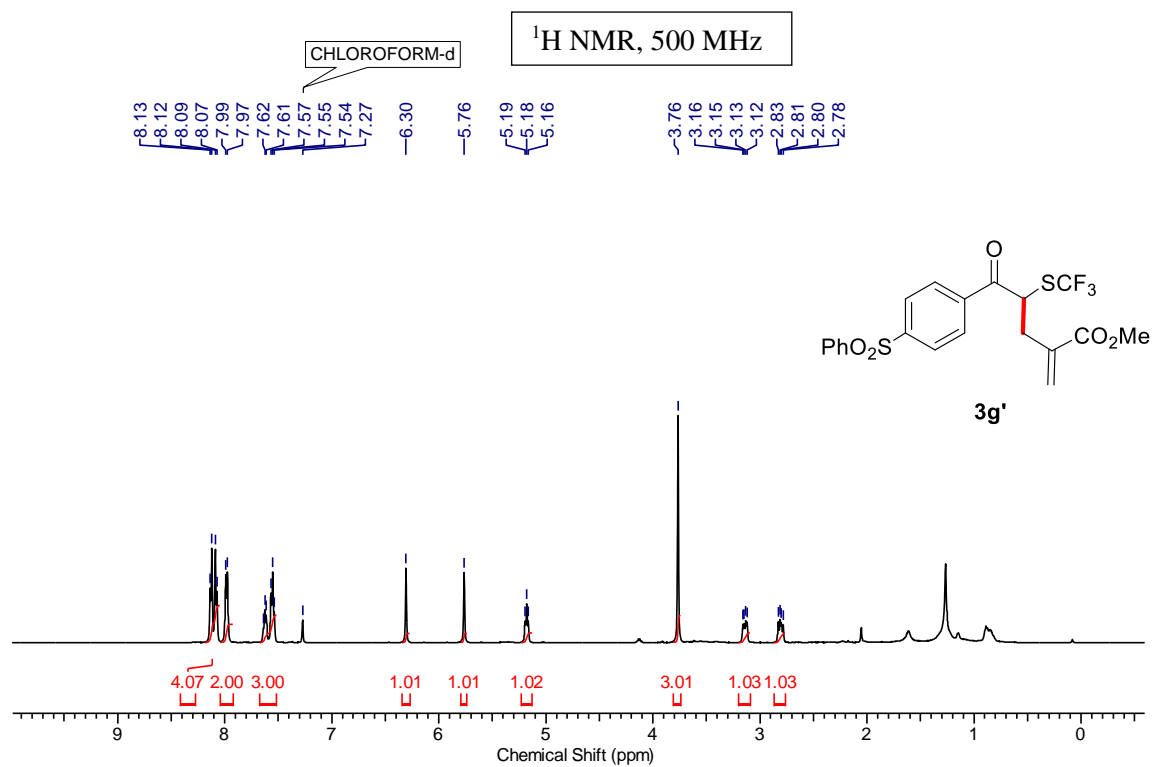 ¹H NMR, 500 MHz
CHLOROFORM-d
8.13
8.12
8.09
8.07
7.99
7.97
7.62
7.61
7.57
7.55
7.54
7.27
6.30
5.76
5.19
5.18
5.16
3.76
3.16
3.15
3.13
3.12
2.83
2.81
2.80
2.78
O
SCF₃
PhO₂S
CO₂Me
3g'
4.07 2.00 3.00 1.01 1.01 1.02 3.01 1.03 1.03
9 8 7 6 5 4 3 2 1 0
Chemical Shift (ppm)